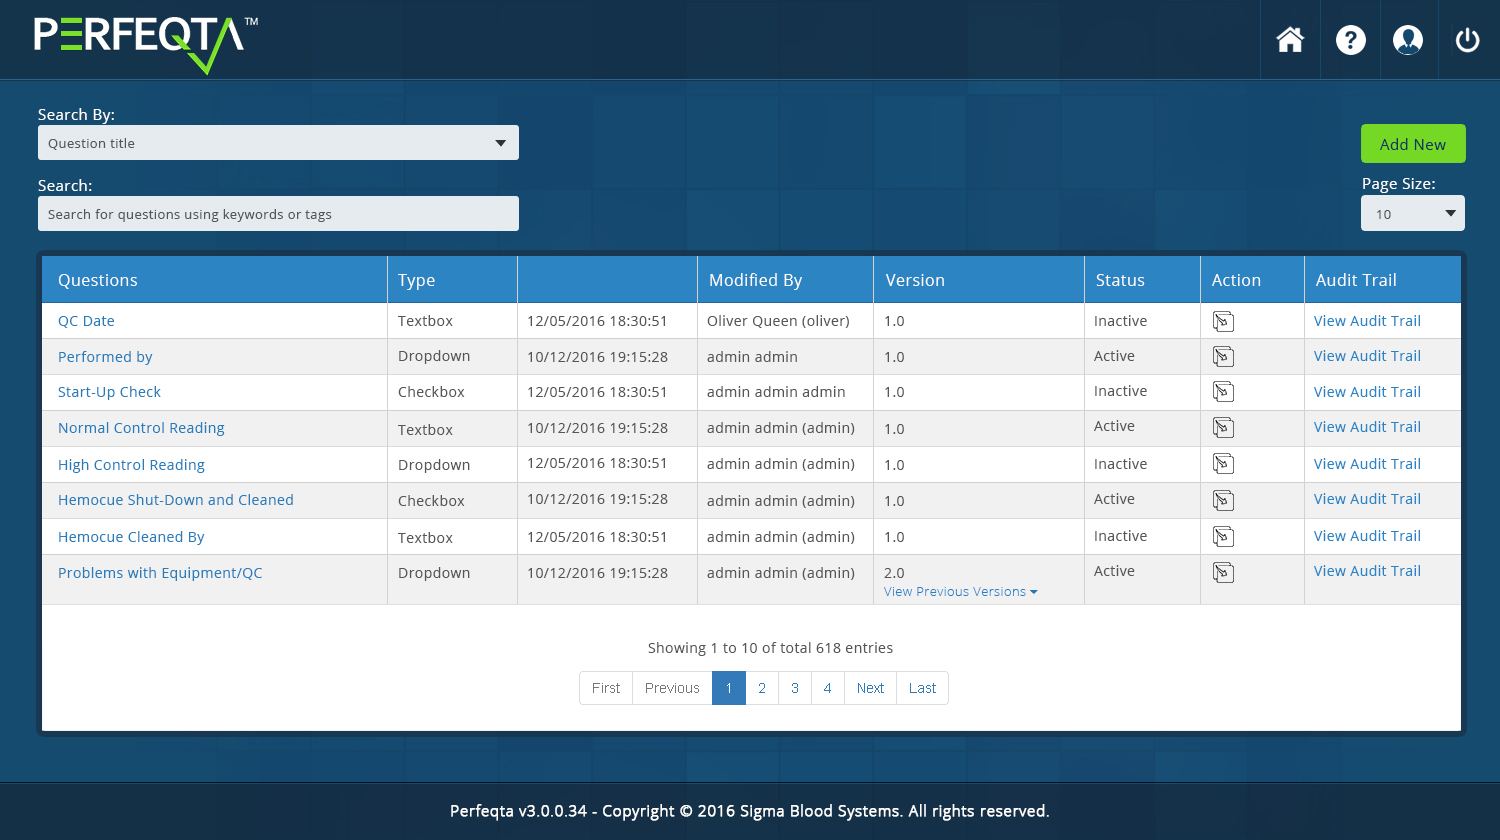 PERFEQTA™
Search By:
Question title
Search:
Search for questions using keywords or tags
Add New
Page Size:
10
Questions Type Modified By Version Status Action Audit Trail
QC Date Textbox 12/05/2016 18:30:51 Oliver Queen (oliver) 1.0 Inactive View Audit Trail
Performed by Dropdown 10/12/2016 19:15:28 admin admin 1.0 Active View Audit Trail
Start-Up Check Checkbox 12/05/2016 18:30:51 admin admin admin 1.0 Inactive View Audit Trail
Normal Control Reading Textbox 10/12/2016 19:15:28 admin admin (admin) 1.0 Active View Audit Trail
High Control Reading Dropdown 12/05/2016 18:30:51 admin admin (admin) 1.0 Inactive View Audit Trail
Hemocue Shut-Down and Cleaned Checkbox 10/12/2016 19:15:28 admin admin (admin) 1.0 Active View Audit Trail
Hemocue Cleaned By Textbox 12/05/2016 18:30:51 admin admin (admin) 1.0 Inactive View Audit Trail
Problems with Equipment/QC Dropdown 10/12/2016 19:15:28 admin admin (admin) 2.0 Active View Audit Trail
View Previous Versions
Showing 1 to 10 of total 618 entries
First Previous 1 2 3 4 Next Last
Perfeqta v3.0.0.34 - Copyright © 2016 Sigma Blood Systems. All rights reserved.